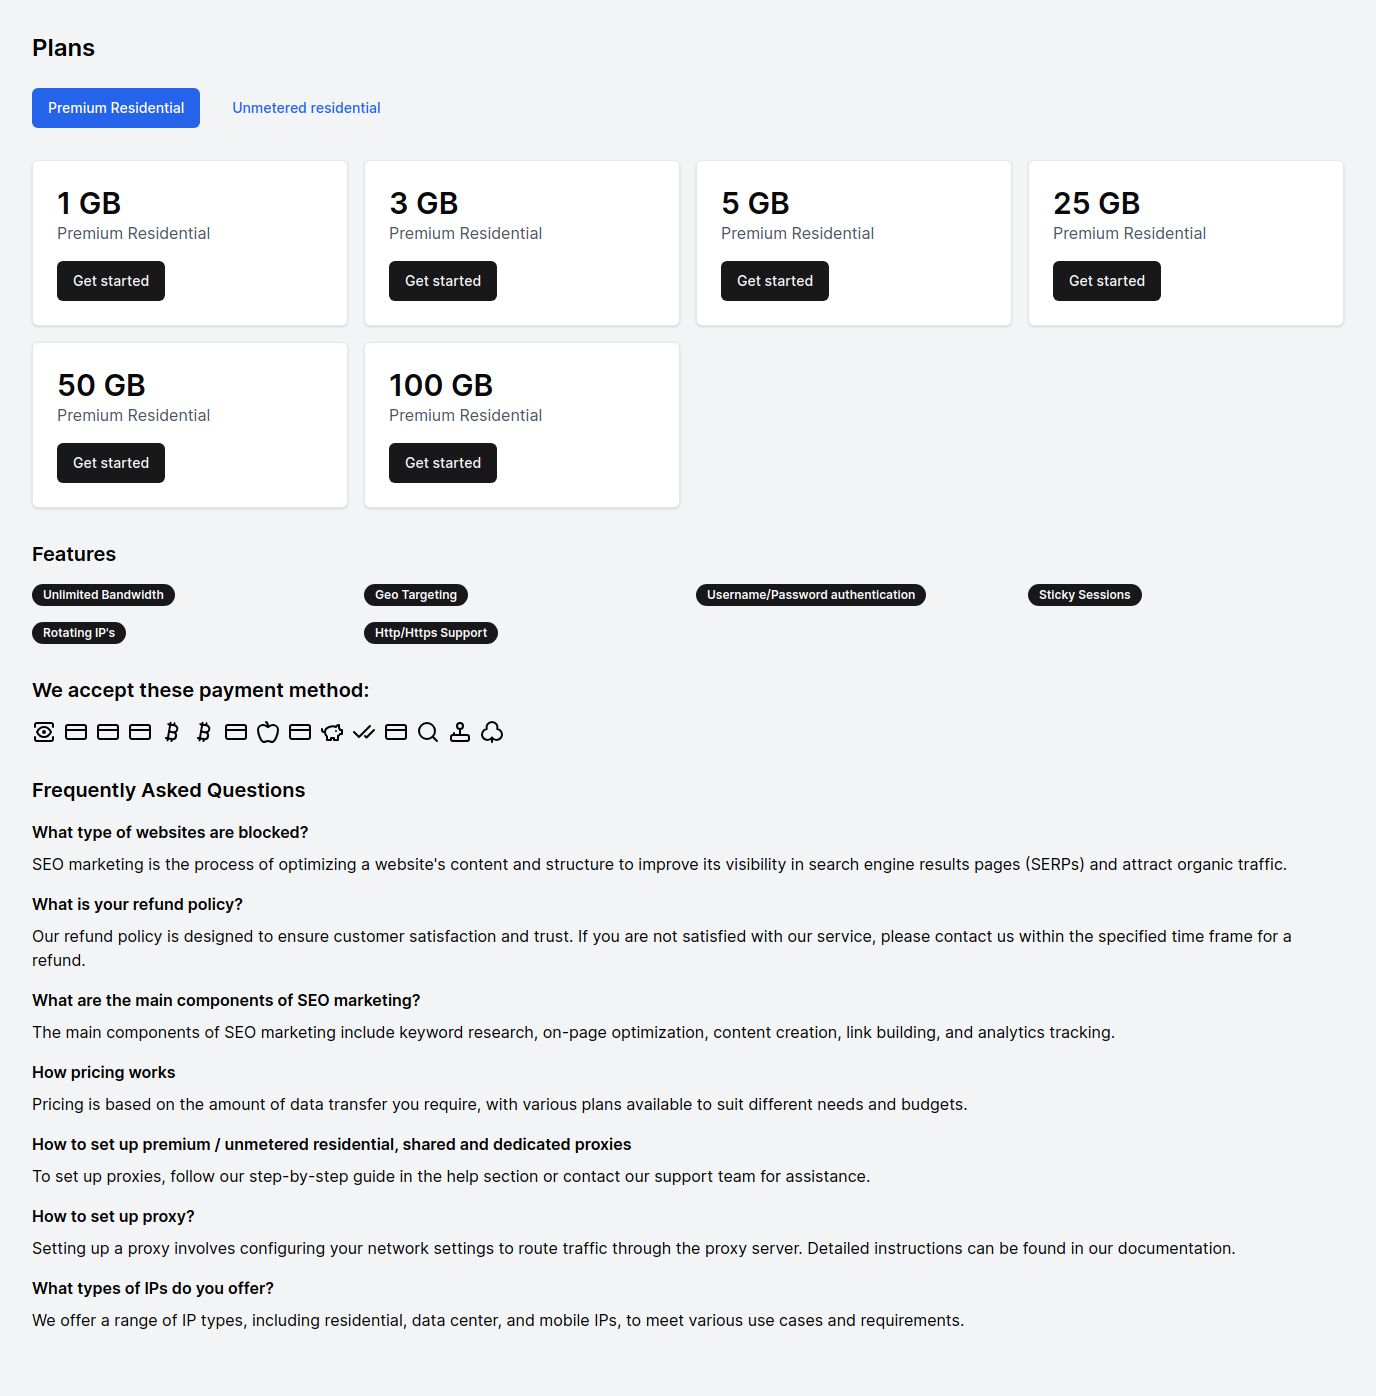 Plans
Premium Residential
Unmetered residential
1 GB
Premium Residential
Get started
3 GB
Premium Residential
Get started
5 GB
Premium Residential
Get started
25 GB
Premium Residential
Get started
50 GB
Premium Residential
Get started
100 GB
Premium Residential
Get started
Features
Unlimited Bandwidth
Geo Targeting
Username/Password authentication
Sticky Sessions
Rotating IP's
Http/Https Support
We accept these payment method:
Frequently Asked Questions
What type of websites are blocked?
SEO marketing is the process of optimizing a website's content and structure to improve its visibility in search engine results pages (SERPs) and attract organic traffic.
What is your refund policy?
Our refund policy is designed to ensure customer satisfaction and trust. If you are not satisfied with our service, please contact us within the specified time frame for a
refund.
What are the main components of SEO marketing?
The main components of SEO marketing include keyword research, on-page optimization, content creation, link building, and analytics tracking.
How pricing works
Pricing is based on the amount of data transfer you require, with various plans available to suit different needs and budgets.
How to set up premium / unmetered residential, shared and dedicated proxies
To set up proxies, follow our step-by-step guide in the help section or contact our support team for assistance.
How to set up proxy?
Setting up a proxy involves configuring your network settings to route traffic through the proxy server. Detailed instructions can be found in our documentation.
What types of IPs do you offer?
We offer a range of IP types, including residential, data center, and mobile IPs, to meet various use cases and requirements.